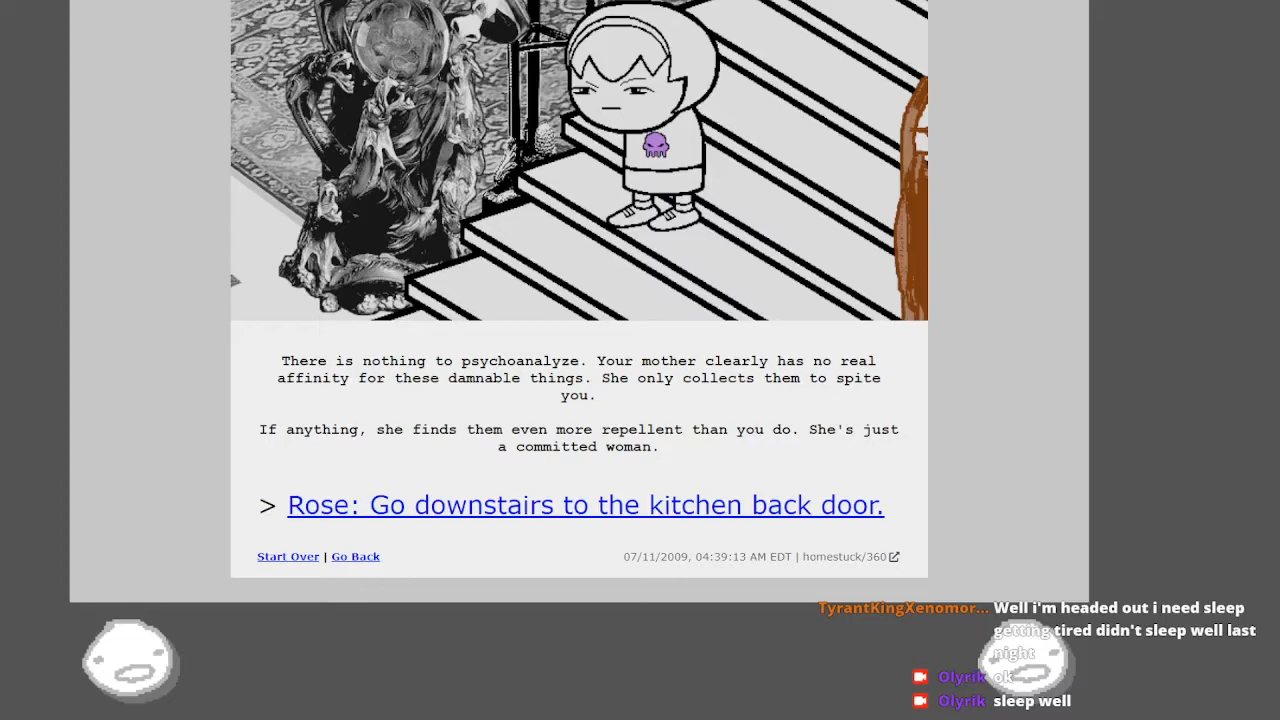 There is nothing to psychoanalyze. Your mother clearly has no real
affinity for these damnable things. She only collects them to spite
you.
If anything, she finds them even more repellent than you do. She's just
a committed woman.
> Rose: Go downstairs to the kitchen back door.
Start Over | Go Back
07/11/2009, 04:39:13 AM EDT | homestuck/360
TyrantKingXenomor... Well i'm headed out i need sleep
getting tired didn't sleep well last
night
Olyrik ok
Olyrik sleep well